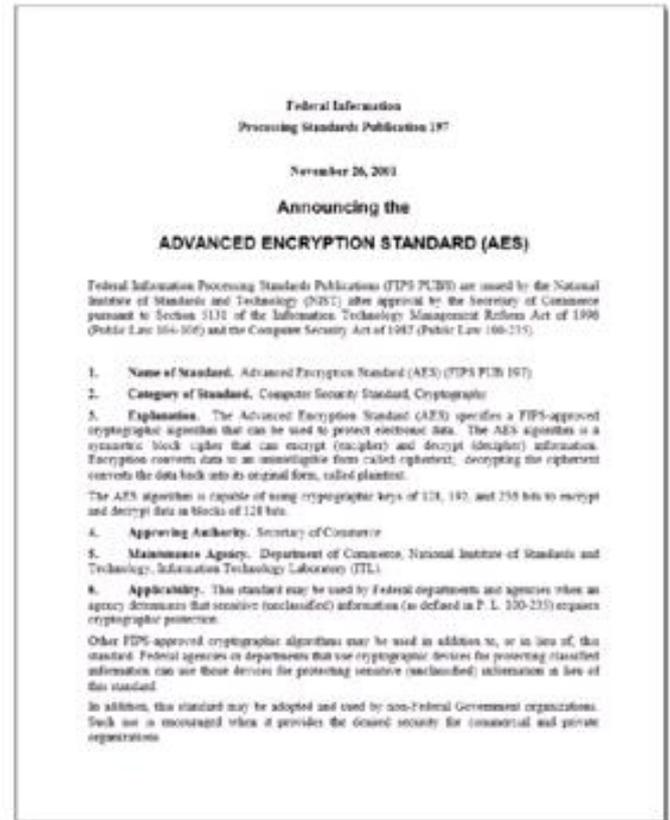 Federal Information
Processing Standards Publication 197
November 26, 2001
Announcing the
ADVANCED ENCRYPTION STANDARD (AES)
Federal Information Processing Standards Publications (FIPS PUBS) are issued by the National
Institute of Standards and Technology (NIST) after approval by the Secretary of Commerce
pursuant to Section 5131 of the Information Technology Management Reform Act of 1996
(Public Law 104-106) and the Computer Security Act of 1987 (Public Law 100-235).
1. Name of Standard. Advanced Encryption Standard (AES) (FIPS PUB 197).
2. Category of Standard. Computer Security Standard, Cryptography.
3. Explanation. The Advanced Encryption Standard (AES) specifies a FIPS-approved
cryptographic algorithm that can be used to protect electronic data. The AES algorithm is a
symmetric block cipher that can encrypt (encipher) and decrypt (decipher) information.
Encryption converts data to an unintelligible form called ciphertext; decrypting the ciphertext
converts the data back into its original form, called plaintext.
The AES algorithm is capable of using cryptographic keys of 128, 192, and 256 bits to encrypt
and decrypt data in blocks of 128 bits.
4. Approving Authority. Secretary of Commerce.
5. Maintenance Agency. Department of Commerce, National Institute of Standards and
Technology, Information Technology Laboratory (ITL).
6. Applicability. This standard may be used by Federal departments and agencies when an
agency determines that sensitive (unclassified) information (as defined in P. L. 100-235) requires
cryptographic protection.
Other FIPS-approved cryptographic algorithms may be used in addition to, or in lieu of, this
standard. Federal agencies or departments that use cryptographic devices for protecting classified
information can use those devices for protecting sensitive (unclassified) information in lieu of
this standard.
In addition, this standard may be adopted and used by non-Federal Government organizations.
Such use is encouraged when it provides the desired security for commercial and private
organizations.